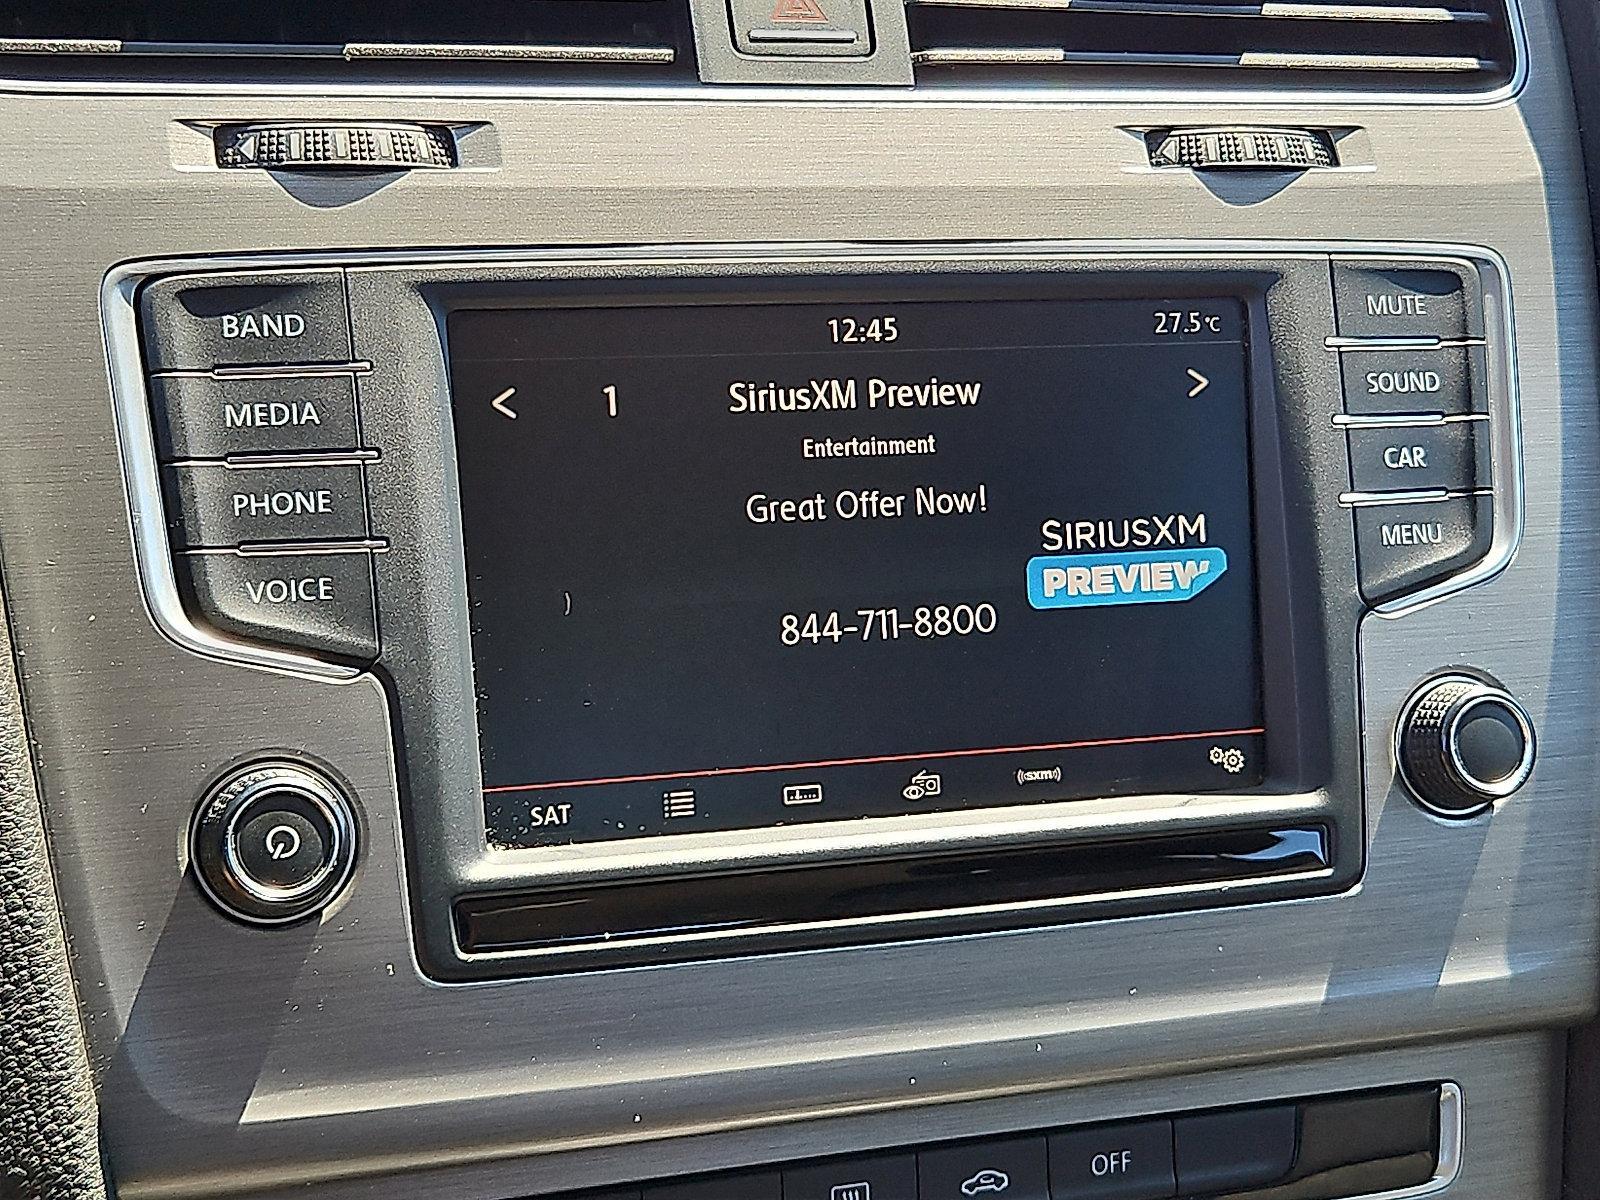 BAND
MEDIA
PHONE
VOICE
12:45
27.5°C
<
1
SiriusXM Preview
>
Entertainment
Great Offer Now!
SIRIUSXM
PREVIEW
844-711-8800
SAT
((sxm))
MUTE
SOUND
CAR
MENU
OFF